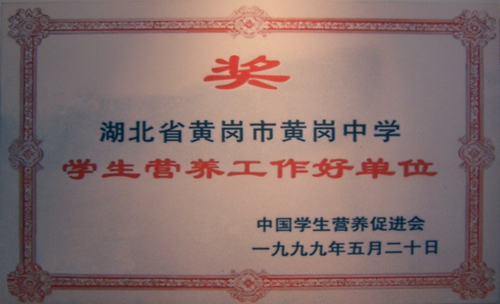 奖
湖北省黄岗市黄岗中学
学生营养工作好单位
中国学生营养促进会
一九九九年五月二十日